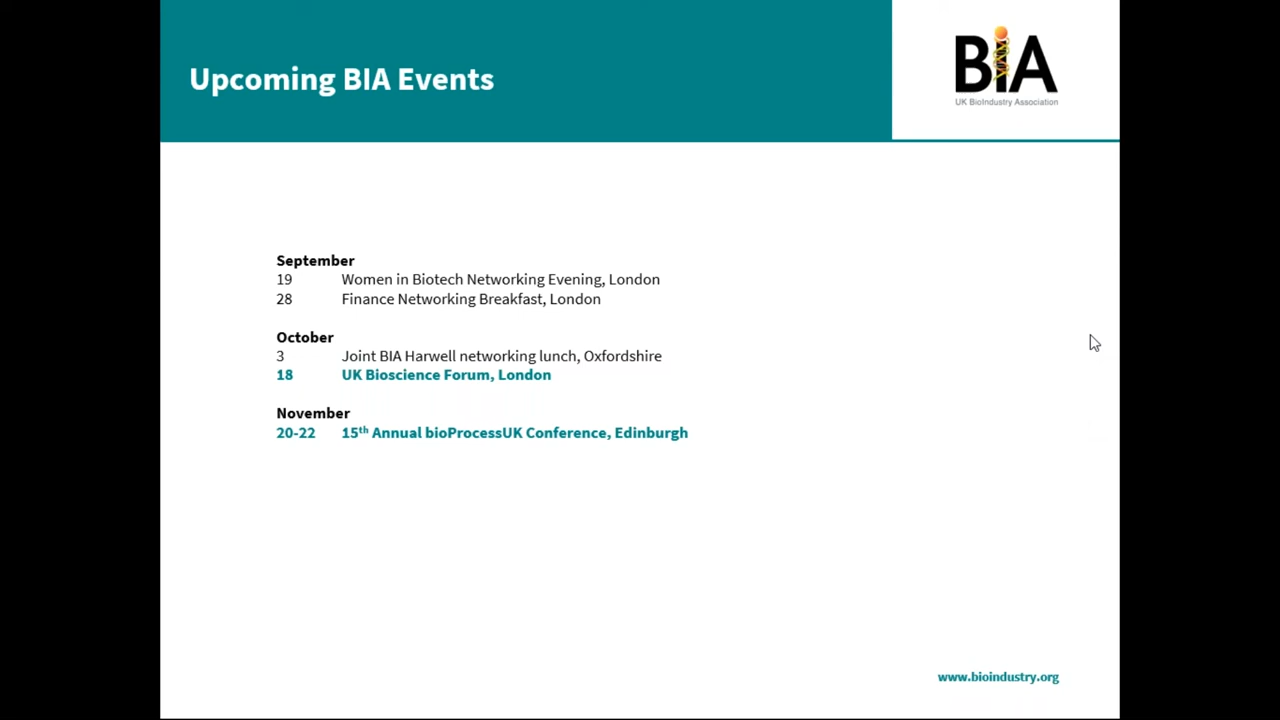 Upcoming BIA Events
BiA
UK BioIndustry Association
September
19 Women in Biotech Networking Evening, London
28 Finance Networking Breakfast, London
October
3 Joint BIA Harwell networking lunch, Oxfordshire
18 UK Bioscience Forum, London
November
20-22 15th Annual bioProcessUK Conference, Edinburgh
www.bioindustry.org